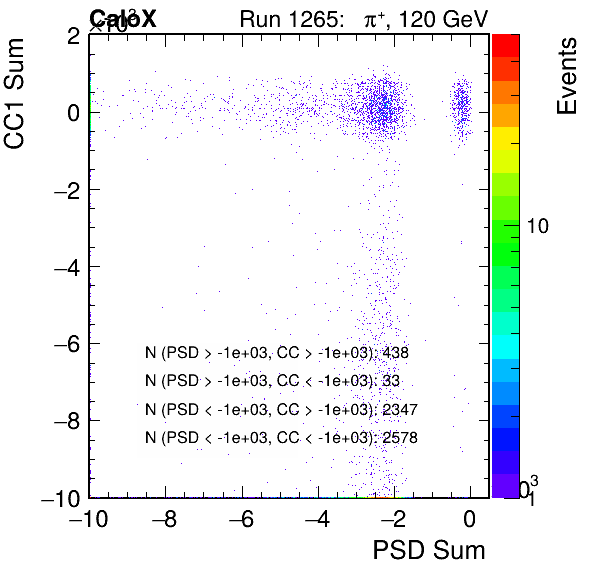 ×10³
CaloX
Run 1265: π⁺, 120 GeV
CC1 Sum
2
0
−2
−4
−6
−8
−10
N (PSD > -1e+03, CC > -1e+03): 438
N (PSD > -1e+03, CC < -1e+03): 33
N (PSD < -1e+03, CC > -1e+03): 2347
N (PSD < -1e+03, CC < -1e+03): 2578
−10
−8
−6
−4
−2
0
PSD Sum
Events
10
1